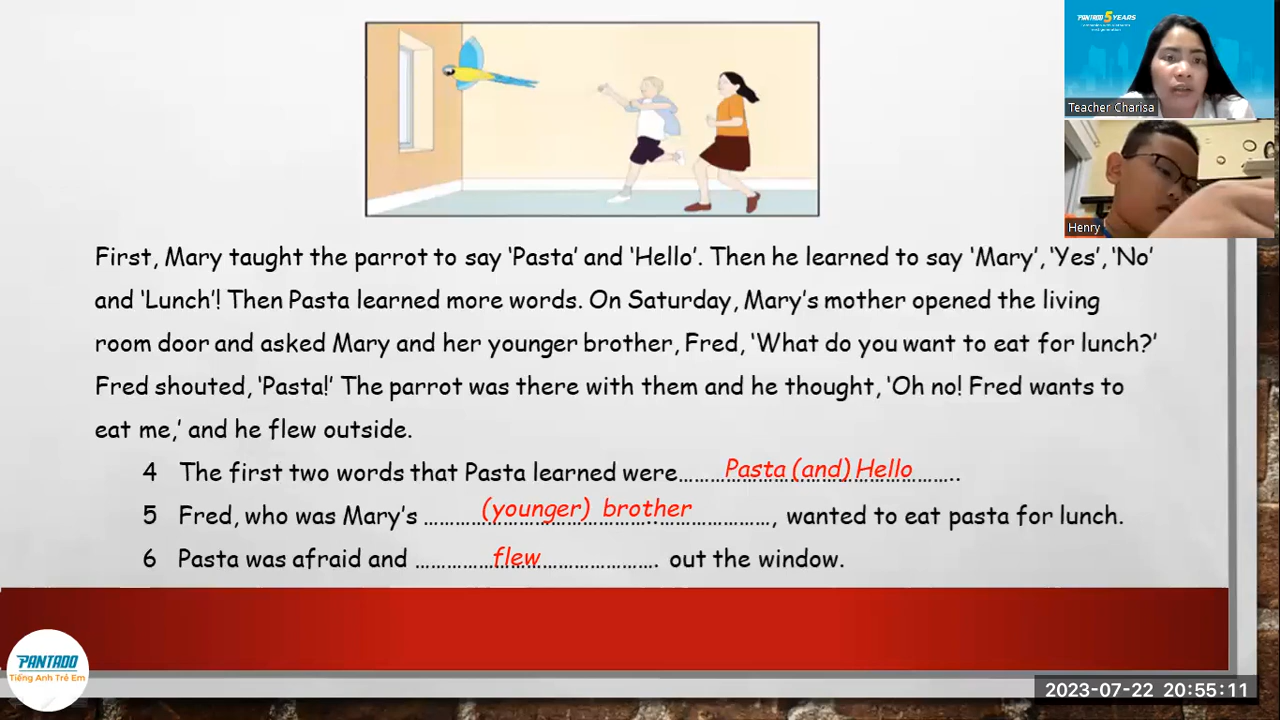 PANTADO 5 YEARS
Teacher Charisa
Henry
First, Mary taught the parrot to say ‘Pasta’ and ‘Hello’. Then he learned to say ‘Mary’, ‘Yes’, ‘No’
and ‘Lunch’! Then Pasta learned more words. On Saturday, Mary’s mother opened the living
room door and asked Mary and her younger brother, Fred, ‘What do you want to eat for lunch?’
Fred shouted, ‘Pasta!’ The parrot was there with them and he thought, ‘Oh no! Fred wants to
eat me,’ and he flew outside.
4 The first two words that Pasta learned were……Pasta (and) Hello……..
5 Fred, who was Mary’s ……(younger) brother……, wanted to eat pasta for lunch.
6 Pasta was afraid and ……flew……. out the window.
PANTADO
Tiếng Anh Trẻ Em
2023-07-22 20:55:11